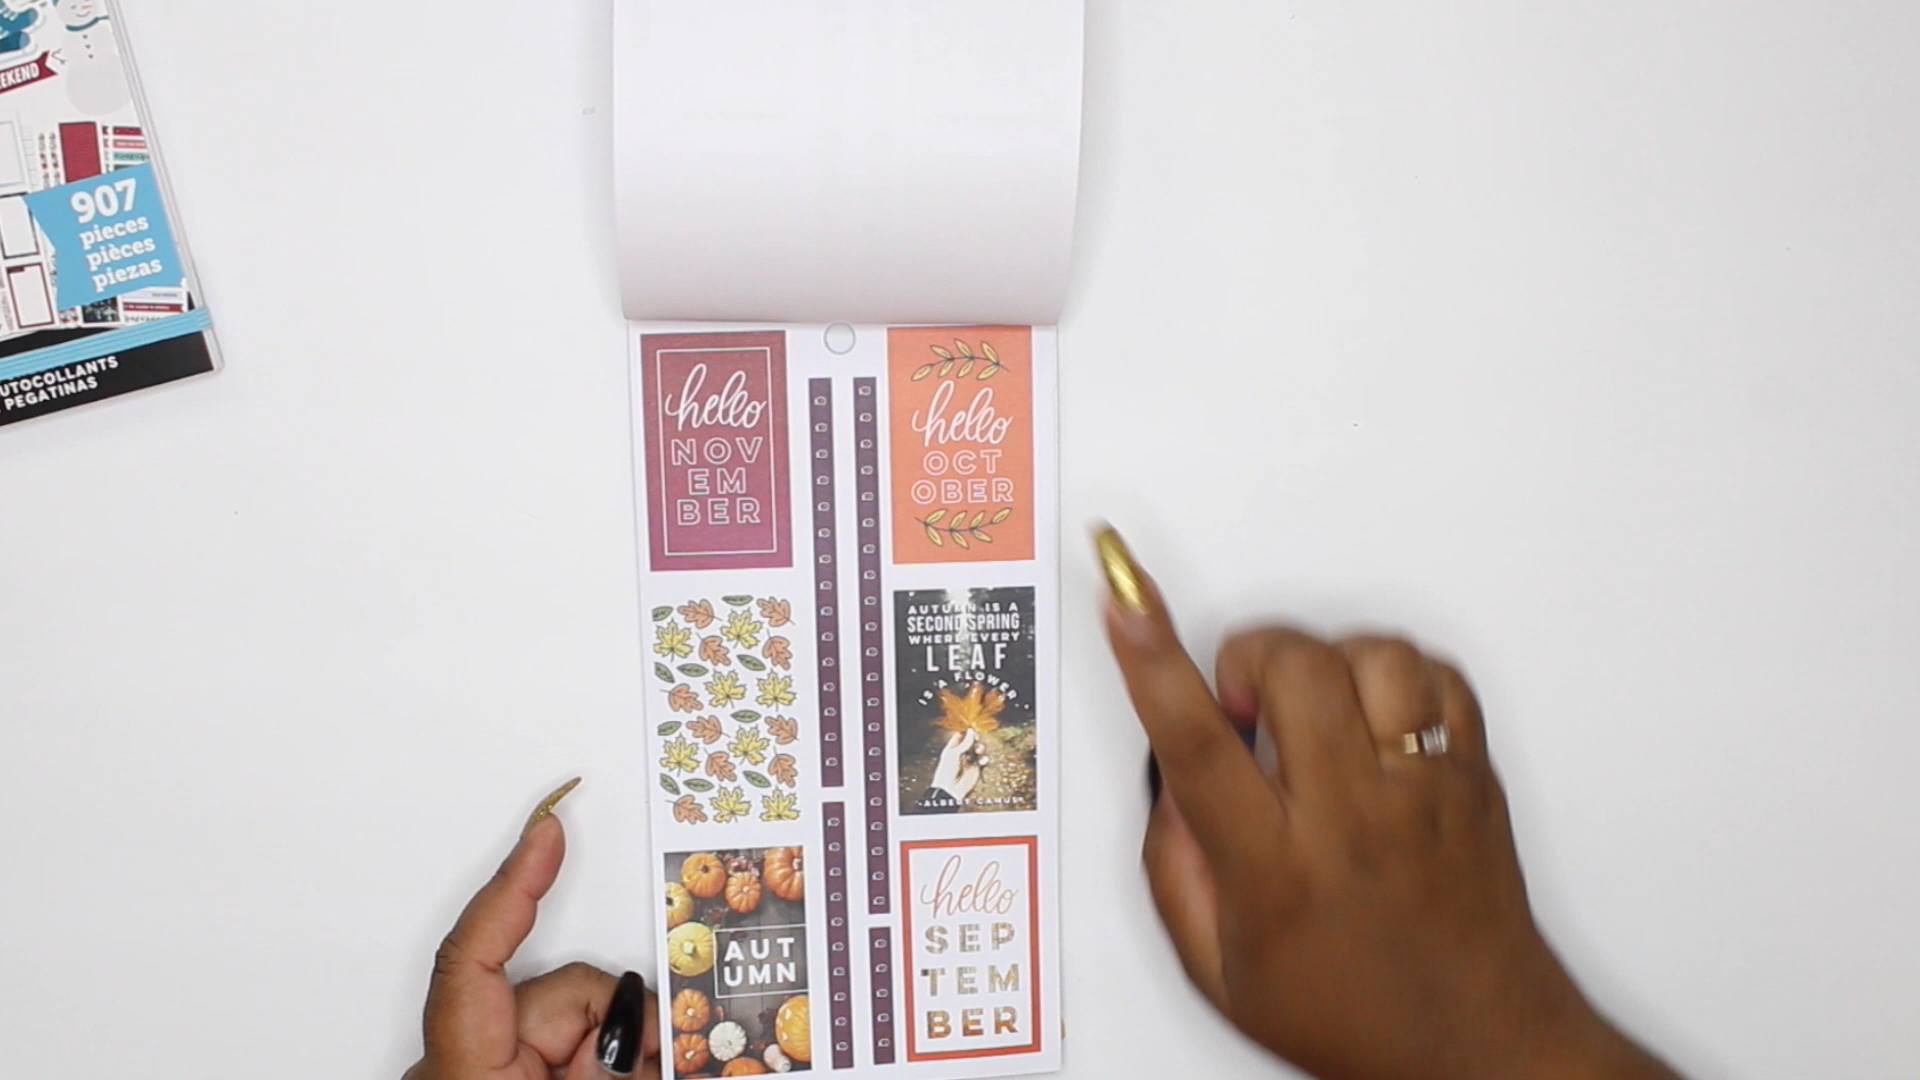 EKEND
907
pieces
pièces
piezas
UTOCOLLANTS
PEGATINAS
hello
NOV
EM
BER
hello
OCT
OBER
AUTUMN IS A
SECOND SPRING
WHERE EVERY
LEAF
IS A FLOWER
-ALBERT CAMUS-
AUT
UMN
hello
SEP
TEM
BER